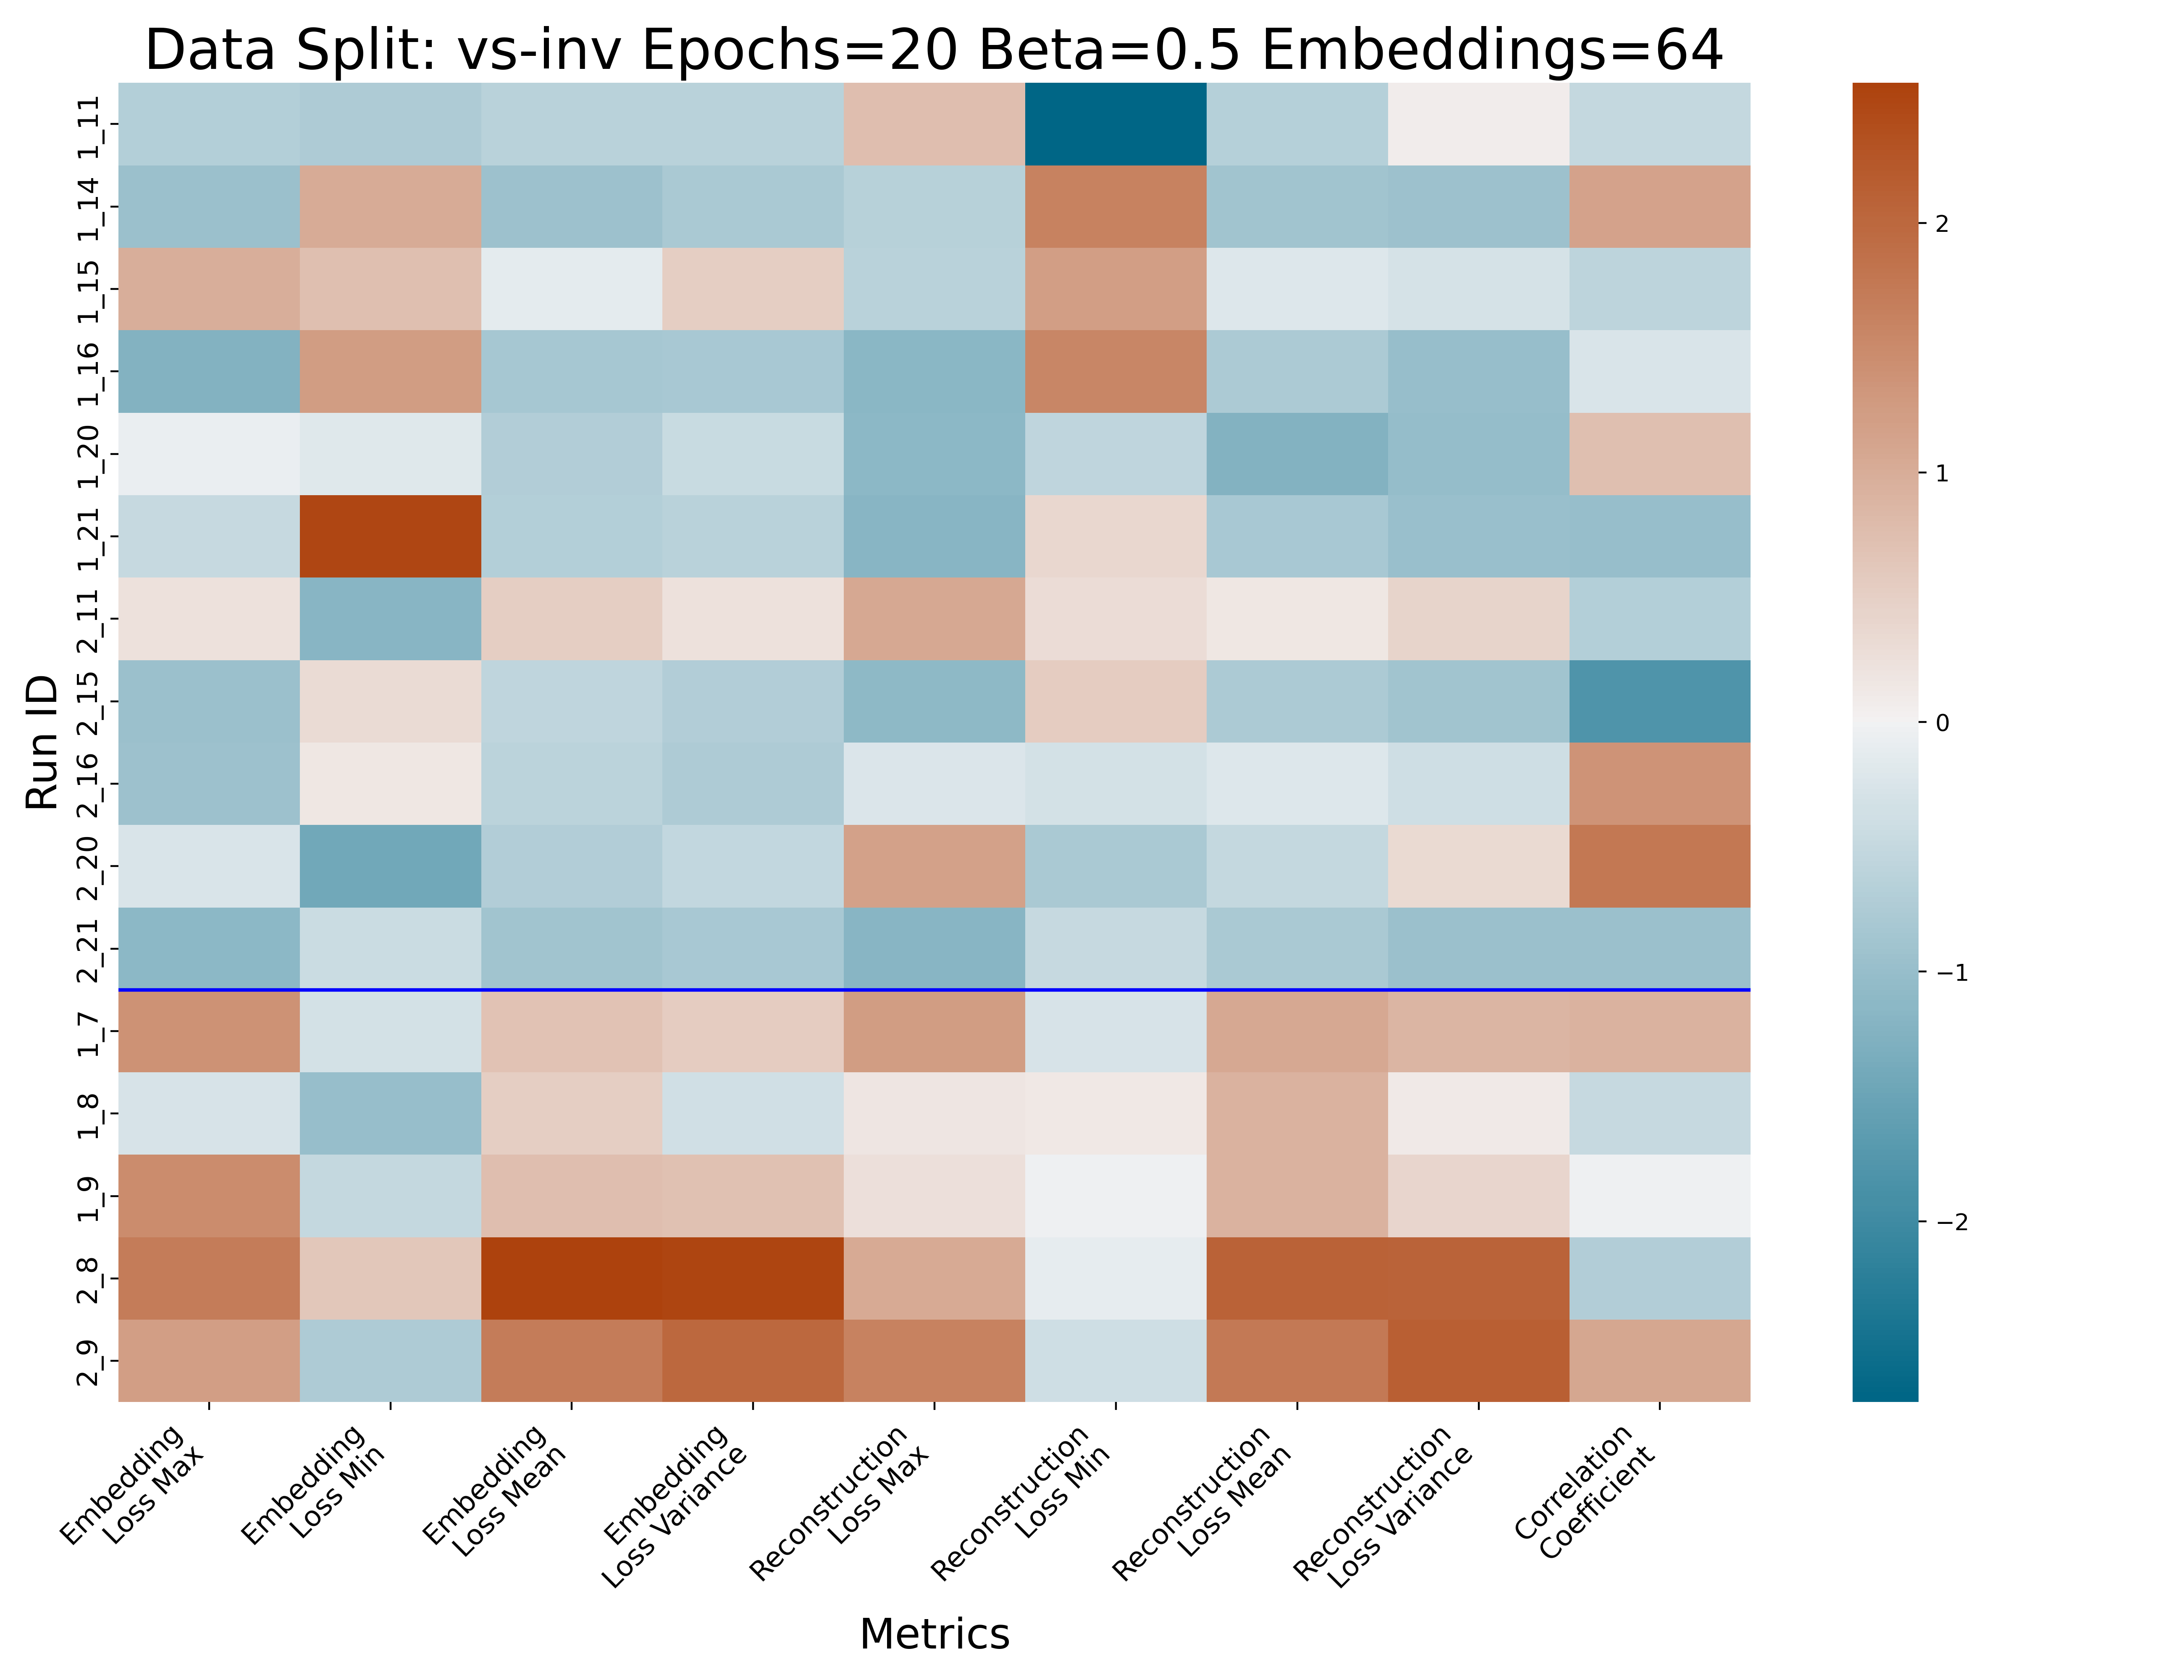 Data Split: vs-inv Epochs=20 Beta=0.5 Embeddings=64
Run ID
1_11
1_14
1_15
1_16
1_20
1_21
2_11
2_15
2_16
2_20
2_21
1_7
1_8
1_9
2_8
2_9
2
1
0
−1
−2
Embedding
Loss Max
Embedding
Loss Min
Embedding
Loss Mean
Embedding
Loss Variance
Reconstruction
Loss Max
Reconstruction
Loss Min
Reconstruction
Loss Mean
Reconstruction
Loss Variance
Correlation
Coefficient
Metrics